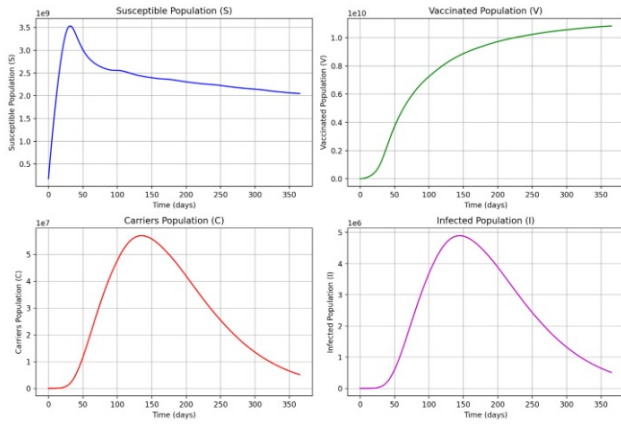 Susceptible Population (S)
1e9
3.5
3.0
2.5
2.0
1.5
1.0
0.5
Susceptible Population (S)
0 50 100 150 200 250 300 350
Time (days)
Vaccinated Population (V)
1e10
1.0
0.8
0.6
0.4
0.2
0.0
Vaccinated Population (V)
0 50 100 150 200 250 300 350
Time (days)
Carriers Population (C)
1e7
5
4
3
2
1
0
Carriers Population (C)
0 50 100 150 200 250 300 350
Time (days)
Infected Population (I)
1e6
5
4
3
2
1
0
Infected Population (I)
0 50 100 150 200 250 300 350
Time (days)